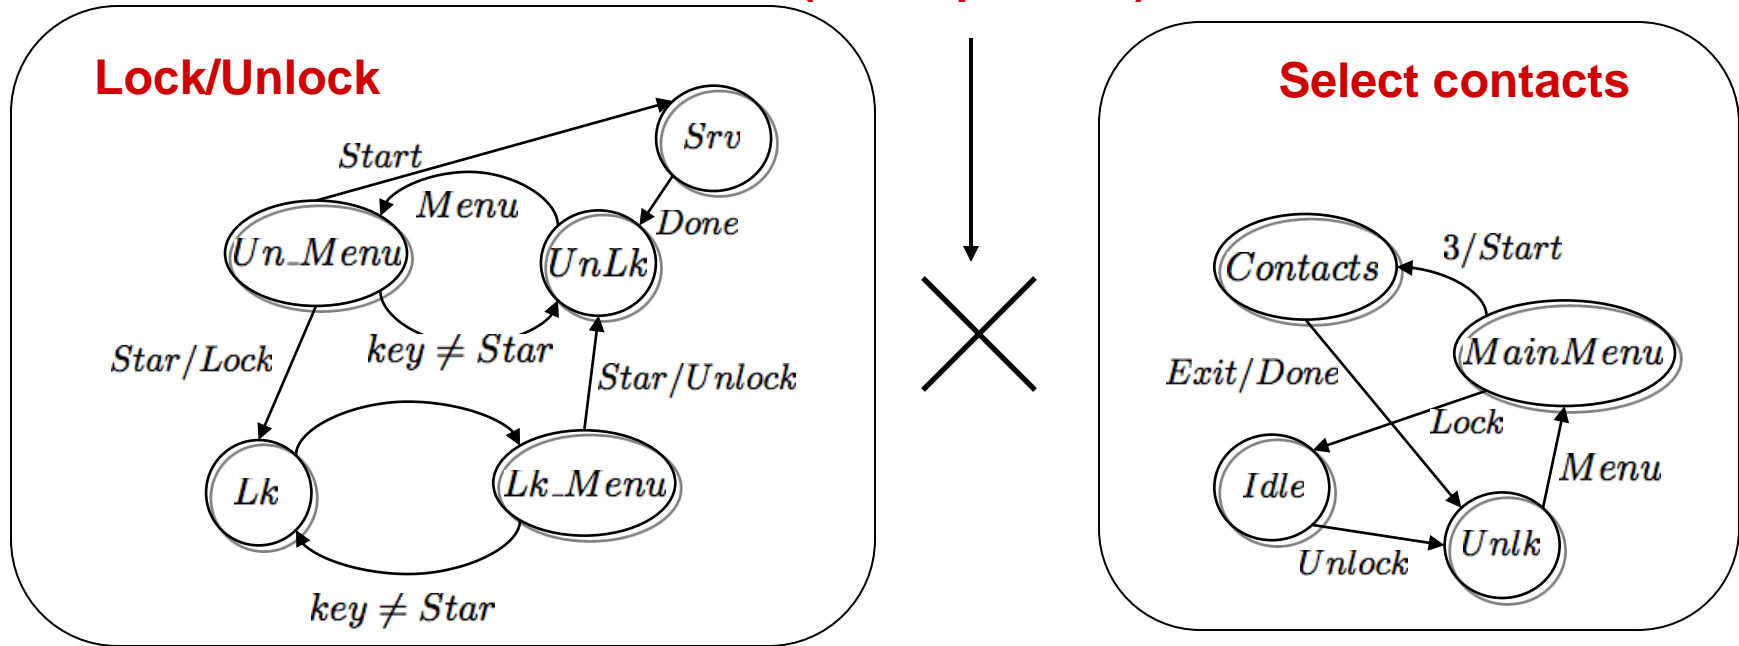 Lock/Unlock
Srv
Start
Menu
Done
Un_Menu
UnLk
key ≠ Star
Star/Lock
Star/Unlock
Lk
Lk_Menu
key ≠ Star
Select contacts
3/Start
Contacts
MainMenu
Exit/Done
Lock
Menu
Idle
Unlk
Unlock